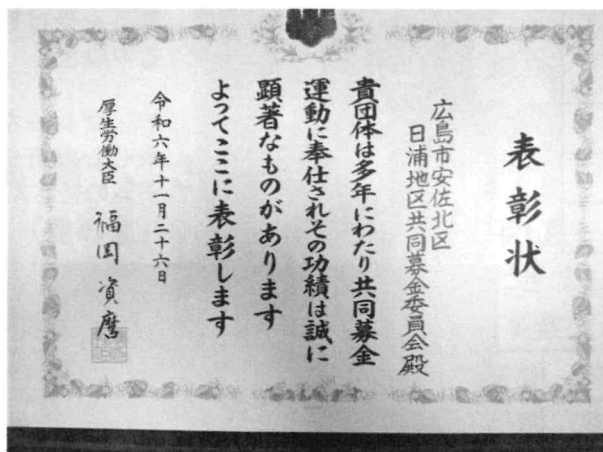 表彰状
広島市安佐北区
日浦地区共同募金委員会殿
貴団体は多年にわたり共同募金
運動に奉仕されその功績は誠に
顕著なものがあります
よってここに表彰します
令和六年十一月二十六日
厚生労働大臣 福岡資麿